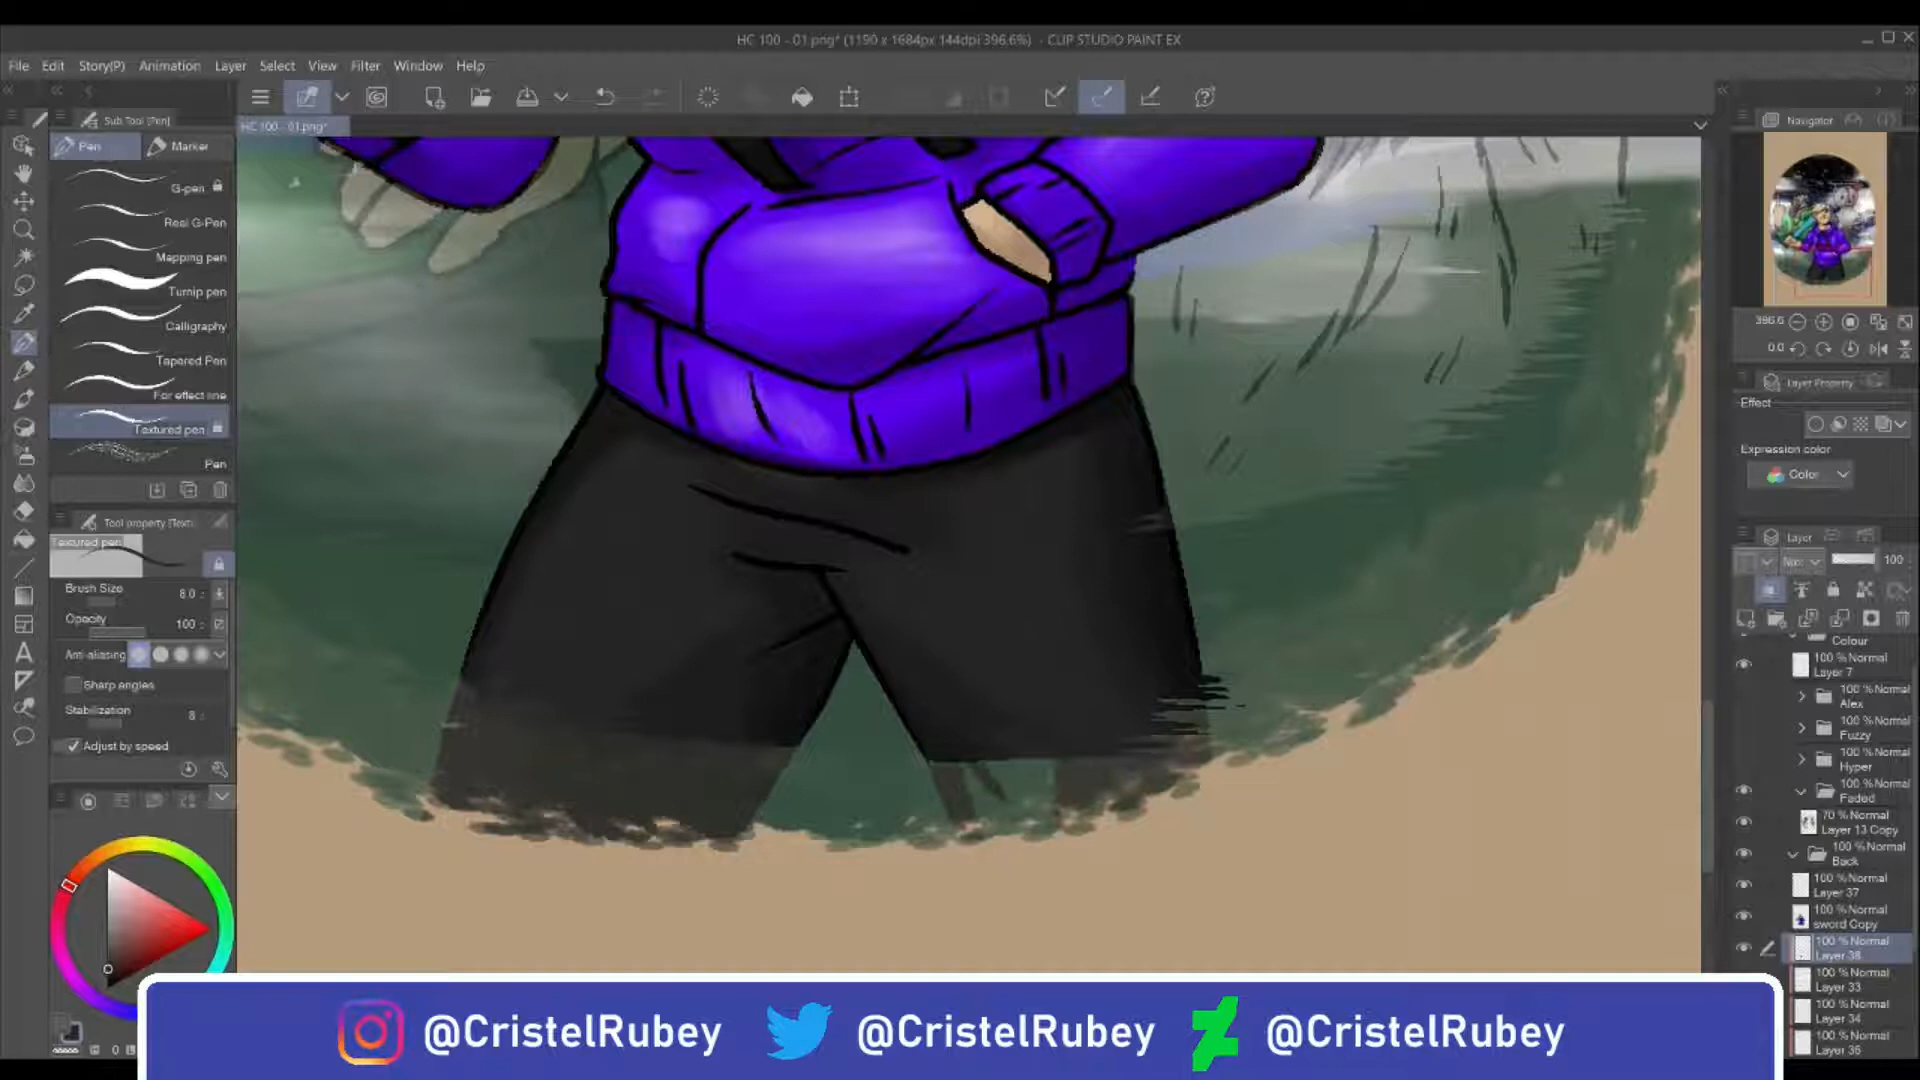 HC 100 - 01.png* (1190 x 1684px 144dpi 396.6%) - CLIP STUDIO PAINT EX
File Edit Story(P) Animation Layer Select View Filter Window Help
Sub Tool [Pen]
HC 100 - 01.png*
Pen Marker
G-pen
Real G-Pen
Mapping pen
Turnip pen
Calligraphy
Tapered Pen
For effect line
Textured pen
Pen
Tool property [Text
Textured pen
Brush Size 8.0
Opacity 100
Anti-aliasing
Sharp angles
Stabilization 8
Adjust by speed
0
Navigator
396.6
0.0
Layer Property
Effect
Expression color
Color
Layer
100
Colour
100 % Normal
Layer 7
100 % Normal
Alex
100 % Normal
Fuzzy
100 % Normal
Hyper
100 % Normal
Faded
70 % Normal
Layer 13 Copy
100 % Normal
Back
100 % Normal
Layer 37
100 % Normal
sword Copy
100 % Normal
Layer 38
100 % Normal
Layer 33
100 % Normal
Layer 34
100 % Normal
Layer 35
@CristelRubey @CristelRubey @CristelRubey